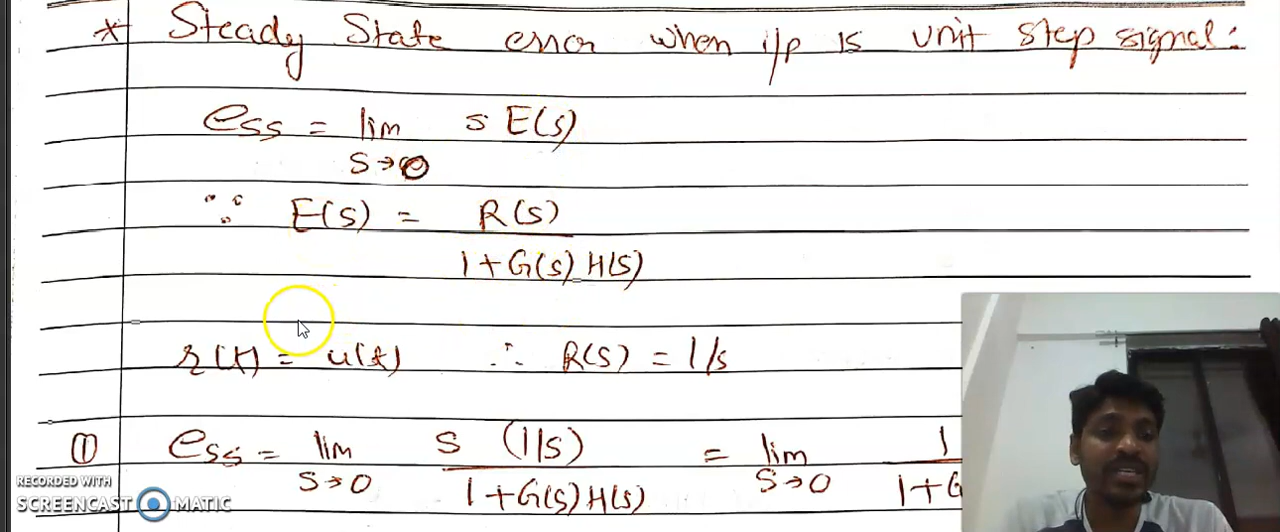 * Steady State error when i/p is unit step signal:
ess = lim s E(s)
s→0
∵ E(s) = R(s)
1+G(s) H(s)
r(t) = u(t) ∴ R(s) = 1/s
① ess = lim s (1/s) = lim 1
s→0 1+G(s) H(s) s→0 1+G
RECORDED WITH
SCREENCAST MATIC